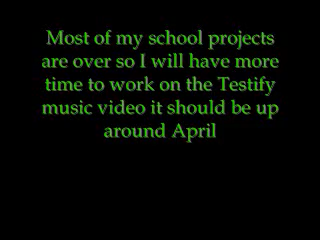 Most of my school projects
are over so I will have more
time to work on the Testify
music video it should be up
around April